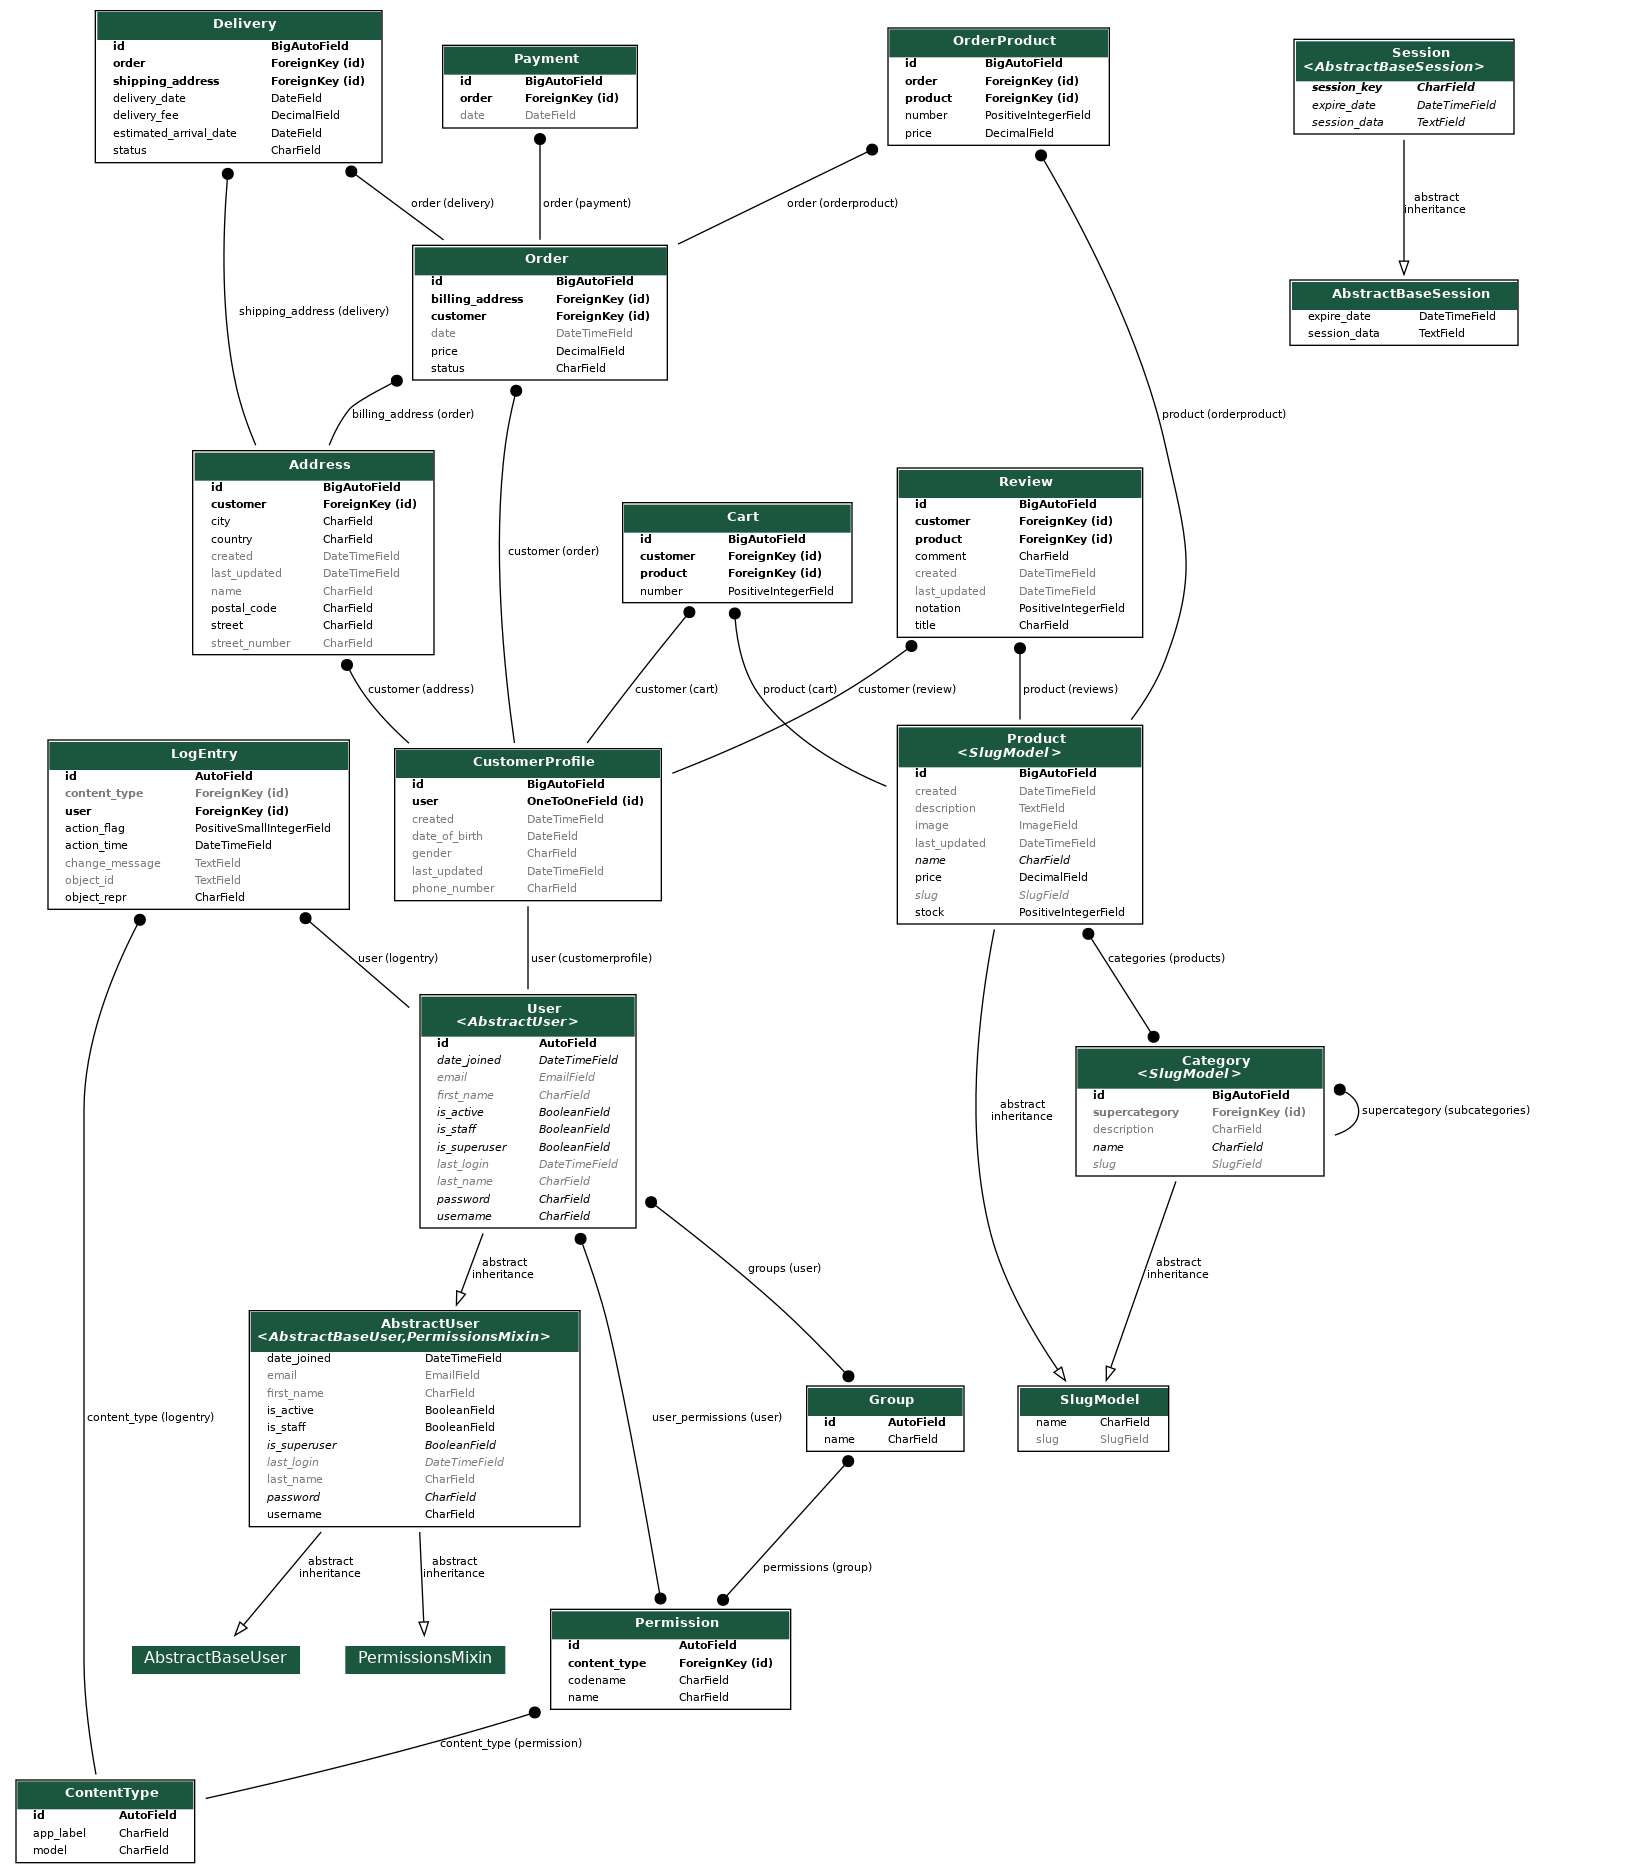 Delivery
id BigAutoField
order ForeignKey (id)
shipping_address ForeignKey (id)
delivery_date DateField
delivery_fee DecimalField
estimated_arrival_date DateField
status CharField
Payment
id BigAutoField
order ForeignKey (id)
date DateField
OrderProduct
id BigAutoField
order ForeignKey (id)
product ForeignKey (id)
number PositiveIntegerField
price DecimalField
Session
<AbstractBaseSession>
session_key CharField
expire_date DateTimeField
session_data TextField
order (delivery)
order (payment)
order (orderproduct)
abstract
inheritance
Order
id BigAutoField
billing_address ForeignKey (id)
customer ForeignKey (id)
date DateTimeField
price DecimalField
status CharField
AbstractBaseSession
expire_date DateTimeField
session_data TextField
shipping_address (delivery)
billing_address (order)
product (orderproduct)
Address
id BigAutoField
customer ForeignKey (id)
city CharField
country CharField
created DateTimeField
last_updated DateTimeField
name CharField
postal_code CharField
street CharField
street_number CharField
customer (order)
Cart
id BigAutoField
customer ForeignKey (id)
product ForeignKey (id)
number PositiveIntegerField
Review
id BigAutoField
customer ForeignKey (id)
product ForeignKey (id)
comment CharField
created DateTimeField
last_updated DateTimeField
notation PositiveIntegerField
title CharField
customer (address)
customer (cart)
product (cart)
customer (review)
product (reviews)
LogEntry
id AutoField
content_type ForeignKey (id)
user ForeignKey (id)
action_flag PositiveSmallIntegerField
action_time DateTimeField
change_message TextField
object_id TextField
object_repr CharField
CustomerProfile
id BigAutoField
user OneToOneField (id)
created DateTimeField
date_of_birth DateField
gender CharField
last_updated DateTimeField
phone_number CharField
Product
<SlugModel>
id BigAutoField
created DateTimeField
description TextField
image ImageField
last_updated DateTimeField
name CharField
price DecimalField
slug SlugField
stock PositiveIntegerField
user (logentry)
user (customerprofile)
categories (products)
User
<AbstractUser>
id AutoField
date_joined DateTimeField
email EmailField
first_name CharField
is_active BooleanField
is_staff BooleanField
is_superuser BooleanField
last_login DateTimeField
last_name CharField
password CharField
username CharField
abstract
inheritance
Category
<SlugModel>
id BigAutoField
supercategory ForeignKey (id)
description CharField
name CharField
slug SlugField
supercategory (subcategories)
abstract
inheritance
groups (user)
abstract
inheritance
AbstractUser
<AbstractBaseUser,PermissionsMixin>
date_joined DateTimeField
email EmailField
first_name CharField
is_active BooleanField
is_staff BooleanField
is_superuser BooleanField
last_login DateTimeField
last_name CharField
password CharField
username CharField
content_type (logentry)
user_permissions (user)
Group
id AutoField
name CharField
SlugModel
name CharField
slug SlugField
abstract
inheritance
abstract
inheritance
permissions (group)
AbstractBaseUser
PermissionsMixin
Permission
id AutoField
content_type ForeignKey (id)
codename CharField
name CharField
content_type (permission)
ContentType
id AutoField
app_label CharField
model CharField